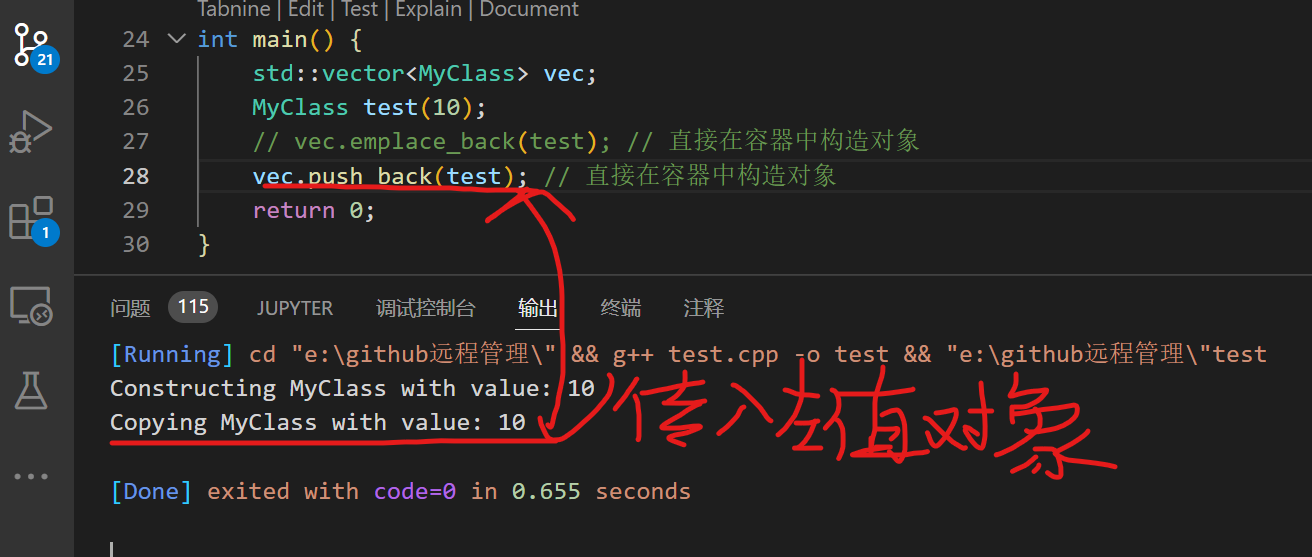 Tabnine | Edit | Test | Explain | Document
24 int main() {
21
25 std::vector<MyClass> vec;
26 MyClass test(10);
27 // vec.emplace_back(test); // 直接在容器中构造对象
28 vec.push_back(test); // 直接在容器中构造对象
29 return 0;
1
30 }
问题 115 JUPYTER 调试控制台 输出 终端 注释
[Running] cd "e:\github远程管理\" && g++ test.cpp -o test && "e:\github远程管理\"test
Constructing MyClass with value: 10
Copying MyClass with value: 10
传入左值对象
[Done] exited with code=0 in 0.655 seconds